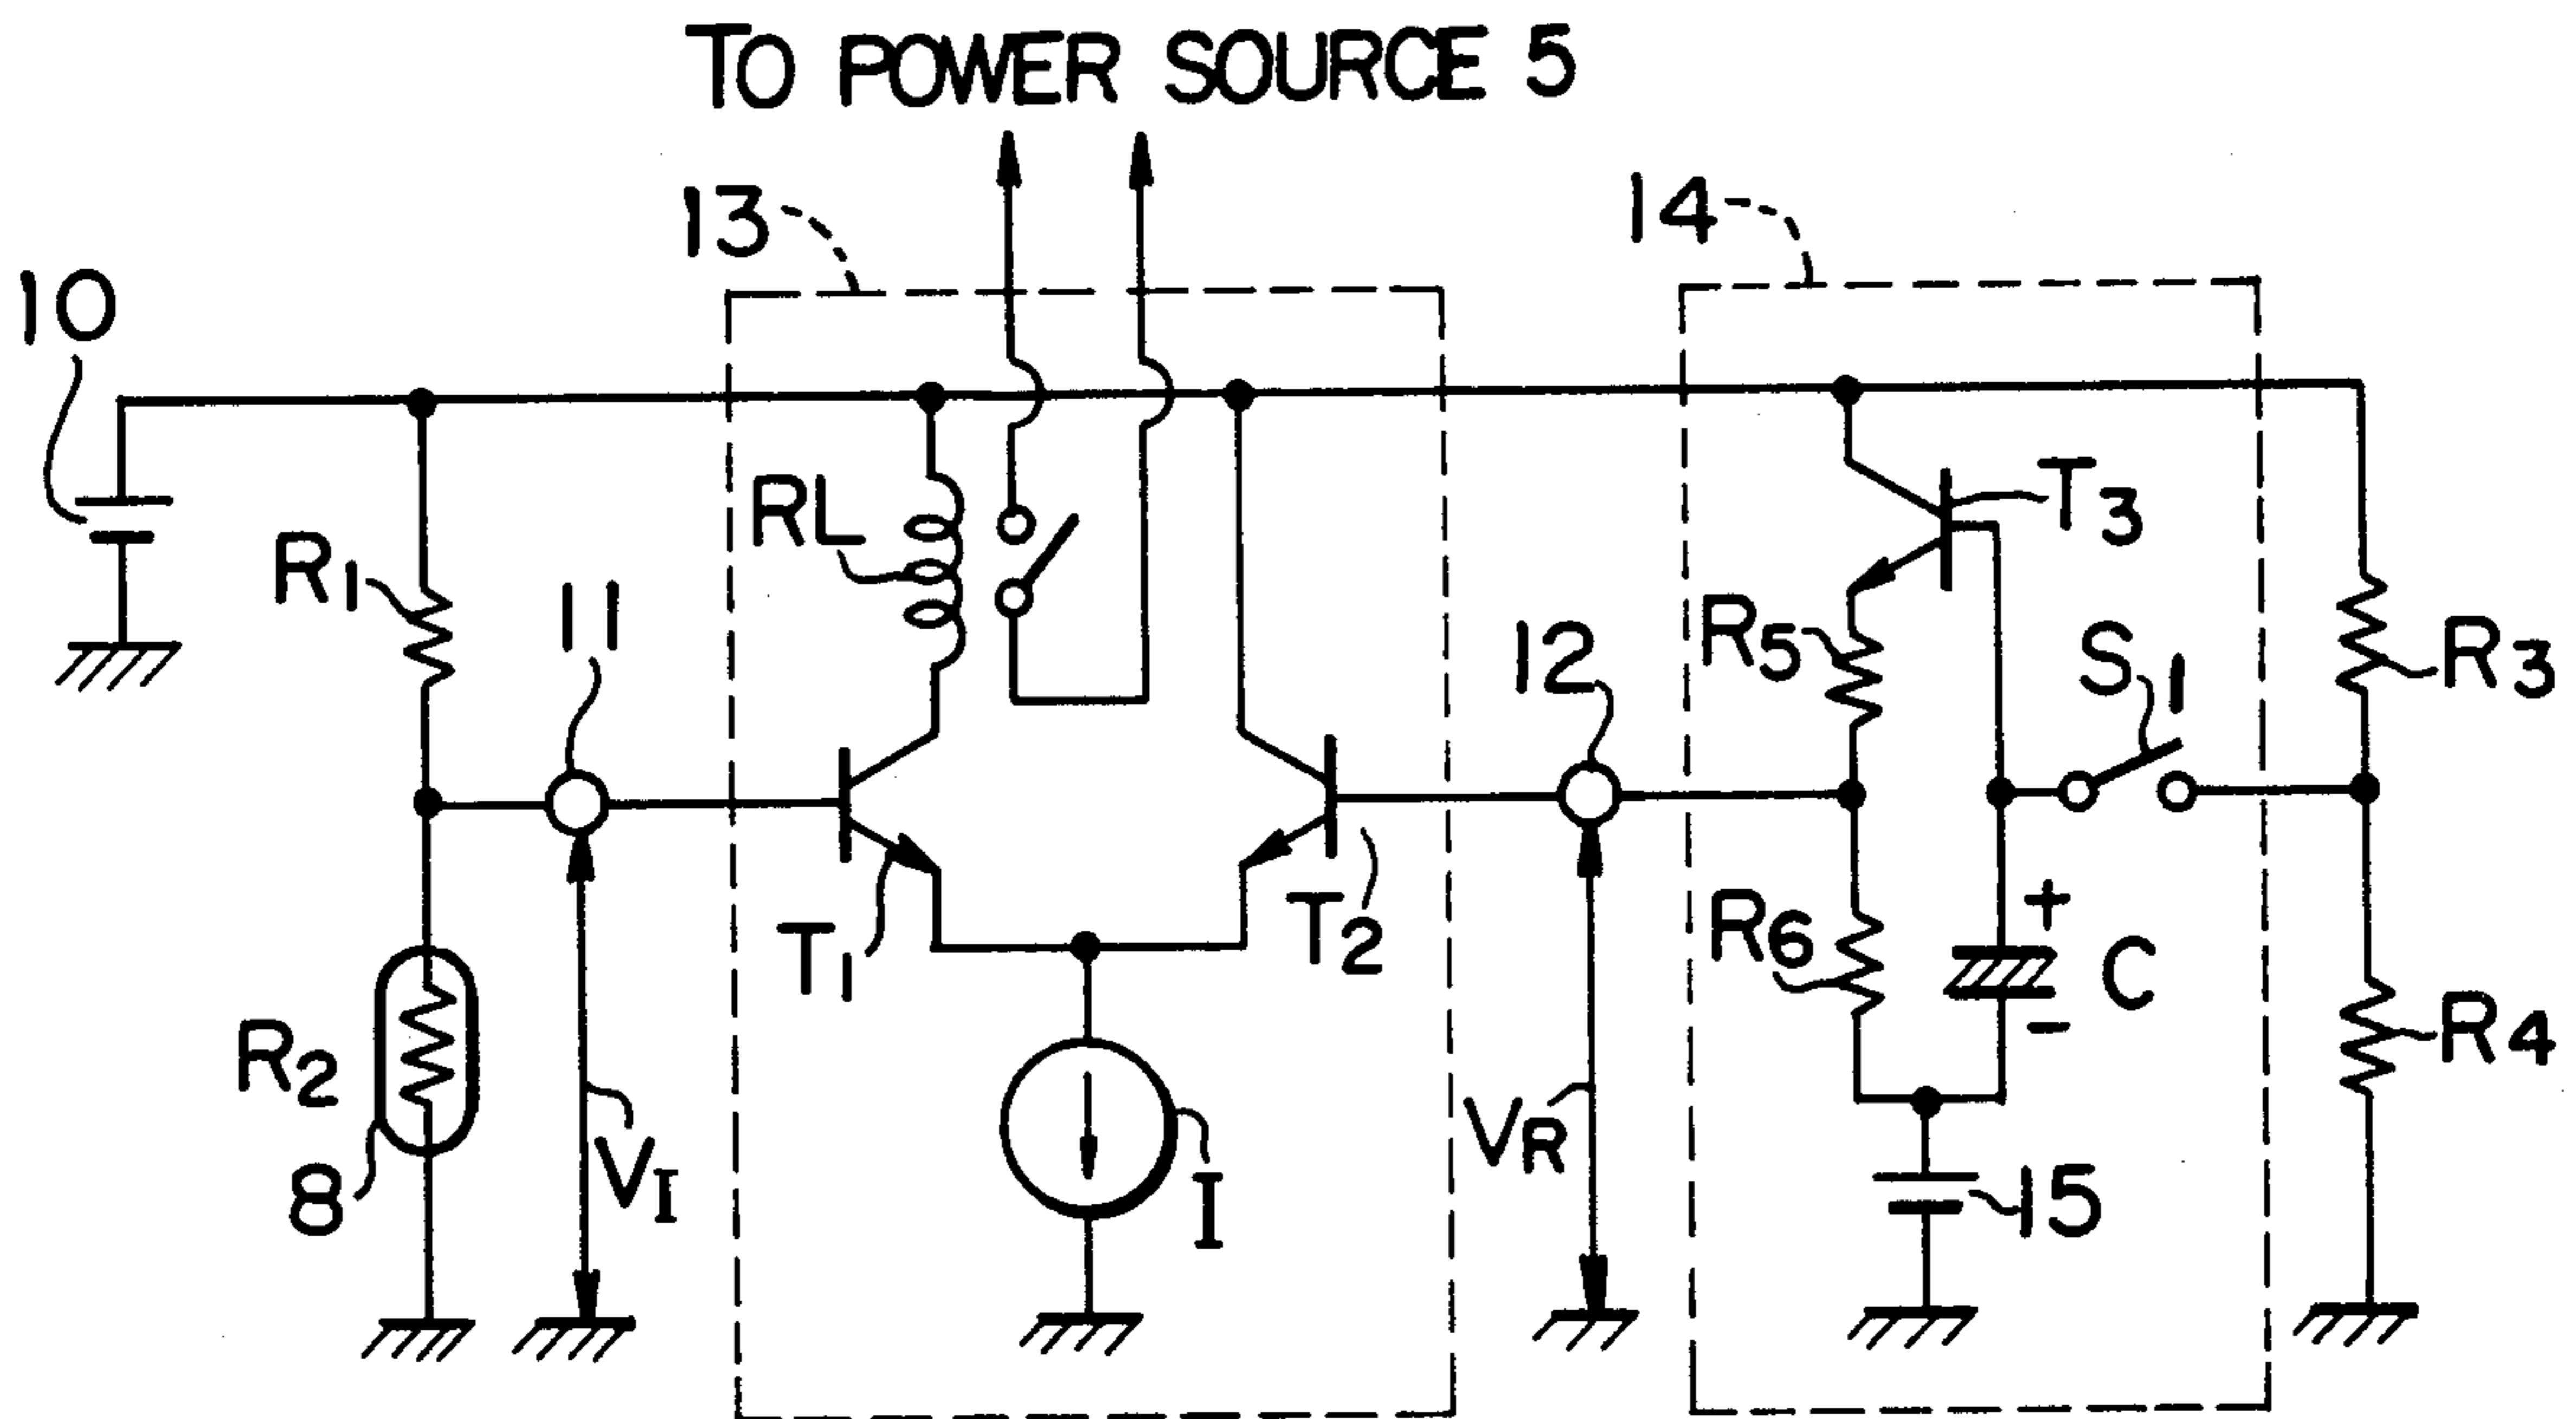 TO POWER SOURCE 5
13
14
10
RL
T3
R1
11
12
R5
S1
R3
R6
+
C
-
T1
T2
R2
R4
8
VI
I
VR
15